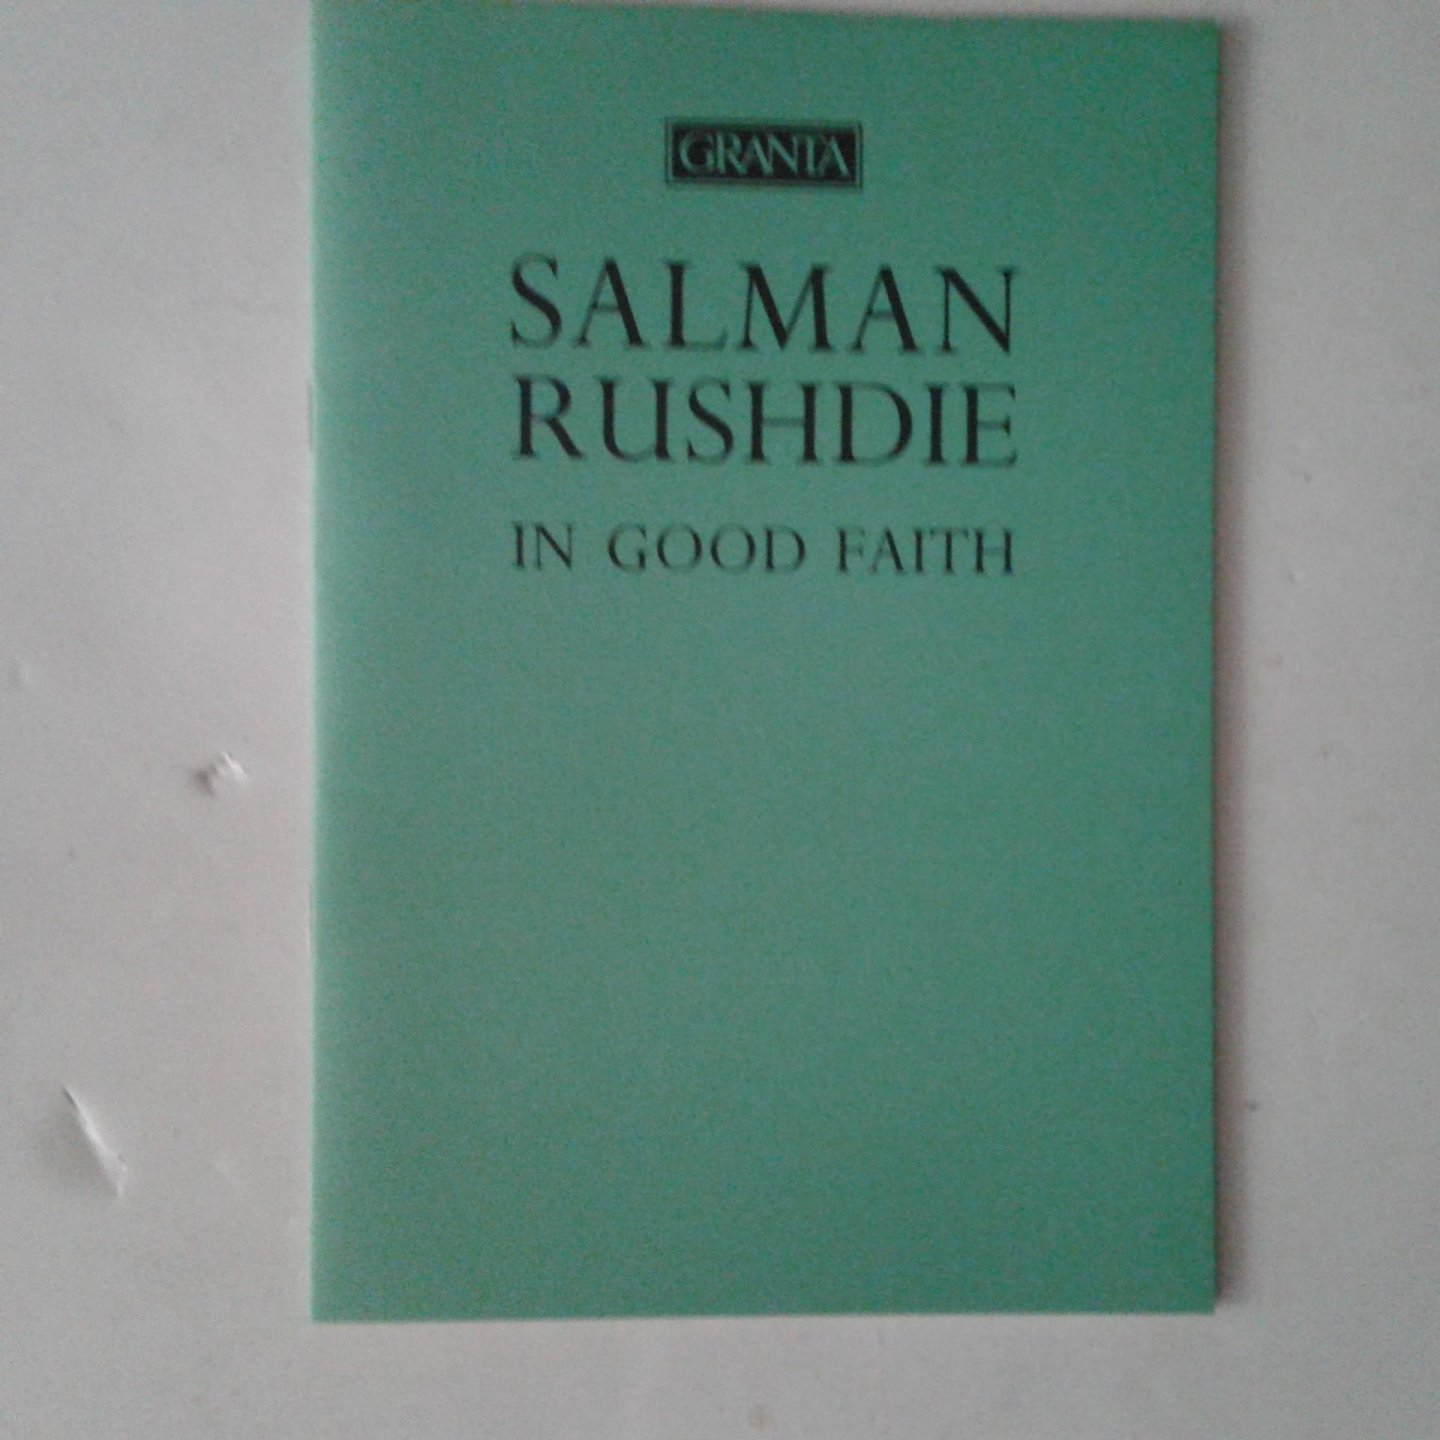 GRANTA
SALMAN
RUSHDIE
IN GOOD FAITH